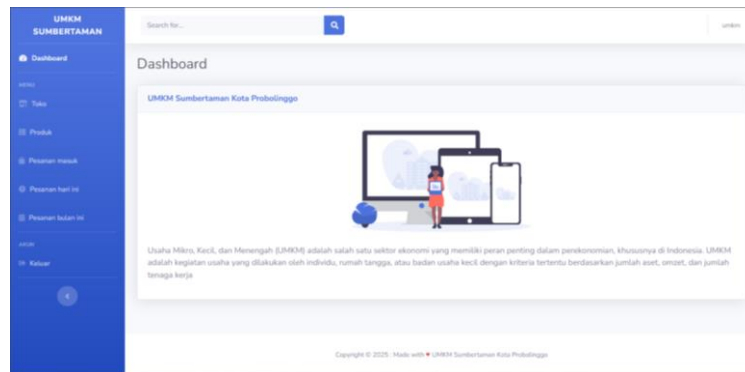 UMKM
SUMBERTAMAN
Search for...
umkm
Dashboard
Dashboard
MENU
Toko
UMKM Sumbertaman Kota Probolinggo
Produk
Pesanan masuk
Pesanan hari ini
Pesanan bulan ini
Usaha Mikro, Kecil, dan Menengah (UMKM) adalah salah satu sektor ekonomi yang memiliki peran penting dalam perekonomian, khususnya di Indonesia. UMKM
adalah kegiatan usaha yang dilakukan oleh individu, rumah tangga, atau badan usaha kecil dengan kriteria tertentu berdasarkan jumlah aset, omzet, dan jumlah
tenaga kerja
Keluar
Copyright © 2025 · Made with ♥ UMKM Sumbertaman Kota Probolinggo